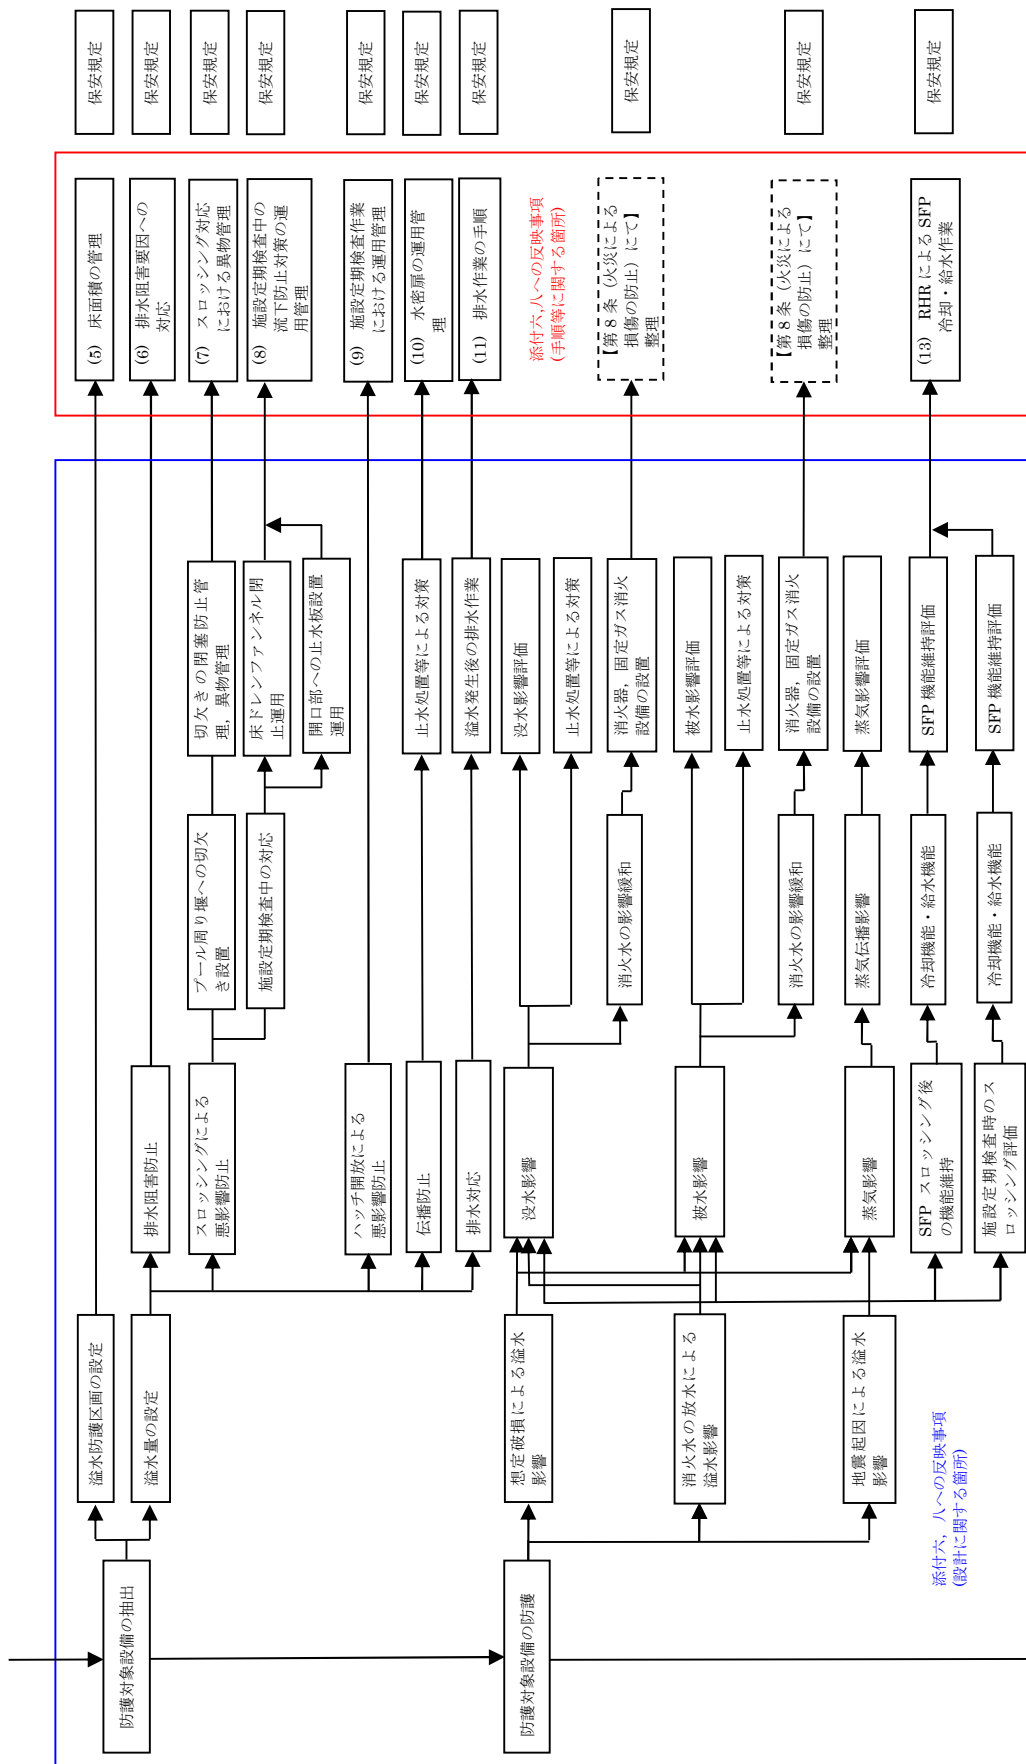 防護対象設備の抽出
防護対象設備の防護
溢水防護区画の設定
溢水量の設定
想定破損による溢水
影響
消火水の放水による
溢水影響
地震起因による溢水
影響
添付六，八への反映事項
(設計に関する箇所)
排水阻害防止
スロッシングによる
悪影響防止
ハッチ開放による
悪影響防止
伝播防止
排水対応
没水影響
被水影響
蒸気影響
SFP スロッシング後
の機能維持
施設定期検査時のス
ロッシング評価
プール周り堰への切欠
き設置
施設定期検査中の対応
消火水の影響緩和
消火水の影響緩和
蒸気伝播影響
冷却機能・給水機能
冷却機能・給水機能
切欠きの閉塞防止管
理，異物管理
床ドレンファンネル閉
止運用
開口部への止水板設置
運用
止水処置等による対策
溢水発生後の排水作業
没水影響評価
止水処置等による対策
消火器，固定ガス消火
設備の設置
被水影響評価
止水処置等による対策
消火器，固定ガス消火
設備の設置
蒸気影響評価
SFP 機能維持評価
SFP 機能維持評価
(5) 床面積の管理
(6) 排水阻害要因への
対応
(7) スロッシング対応
における異物管理
(8) 施設定期検査中の
流下防止対策の運
用管理
(9) 施設定期検査作業
における運用管理
(10) 水密扉の運用管
理
(11) 排水作業の手順
添付六,八への反映事項
(手順等に関する箇所)
【第８条（火災による
損傷の防止）にて】
整理
【第８条（火災による
損傷の防止）にて】
整理
(13) RHR による SFP
冷却・給水作業
保安規定
保安規定
保安規定
保安規定
保安規定
保安規定
保安規定
保安規定
保安規定
保安規定